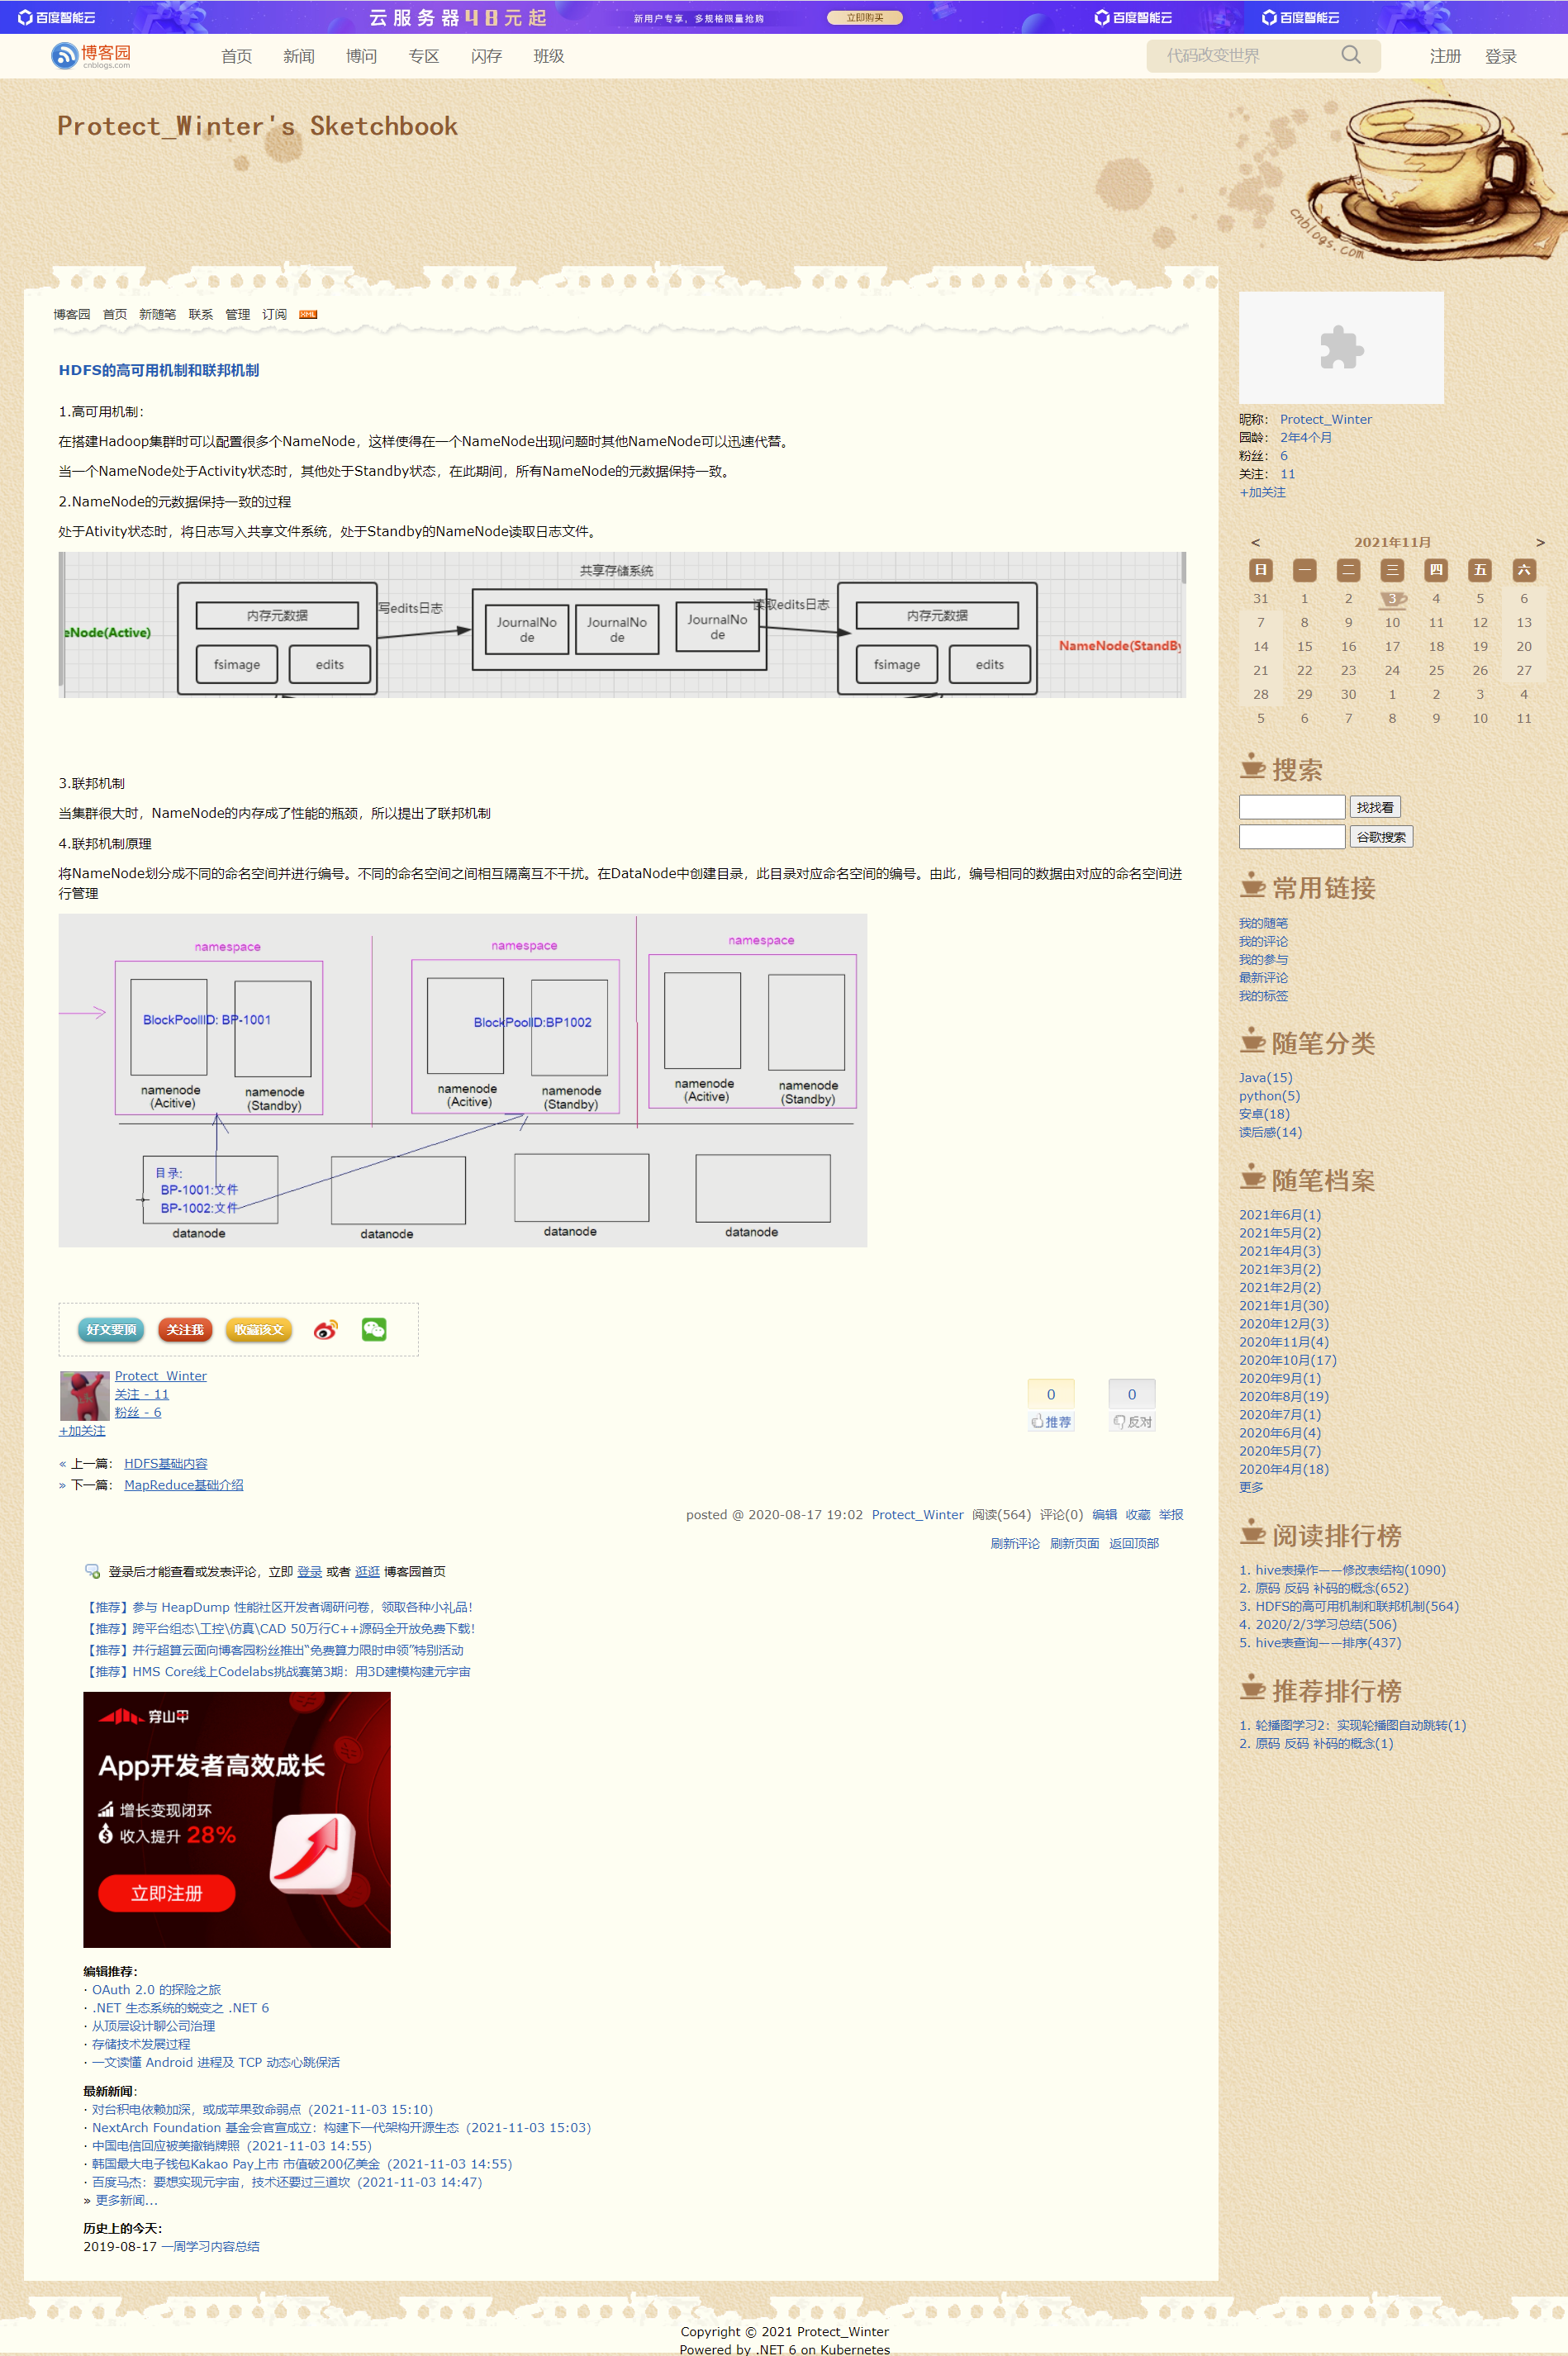 百度智能云
云服务器48元起
新用户专享，多规格限量抢购
立即购买
百度智能云
百度智能云
博客园
cnblogs.com
首页 新闻 博问 专区 闪存 班级
代码改变世界
注册 登录
Protect_Winter's Sketchbook
cnblogs.com
博客园 首页 新随笔 联系 管理 订阅 XML
HDFS的高可用机制和联邦机制
1.高可用机制：
在搭建Hadoop集群时可以配置很多个NameNode，这样使得在一个NameNode出现问题时其他NameNode可以迅速代替。
当一个NameNode处于Activity状态时，其他处于Standby状态，在此期间，所有NameNode的元数据保持一致。
2.NameNode的元数据保持一致的过程
处于Ativity状态时，将日志写入共享文件系统，处于Standby的NameNode读取日志文件。
共享存储系统
内存元数据
写edits日志
JournalNo
de
JournalNo
de
JournalNo
de
读取edits日志
内存元数据
eNode(Active)
NameNode(StandBy
fsimage edits
fsimage edits
3.联邦机制
当集群很大时，NameNode的内存成了性能的瓶颈，所以提出了联邦机制
4.联邦机制原理
将NameNode划分成不同的命名空间并进行编号。不同的命名空间之间相互隔离互不干扰。在DataNode中创建目录，此目录对应命名空间的编号。由此，编号相同的数据由对应的命名空间进
行管理
namespace
namespace
namespace
BlockPoolID: BP-1001
BlockPoolID:BP1002
namenode
(Acitive)
namenode
(Standby)
namenode
(Acitive)
namenode
(Standby)
namenode
(Acitive)
namenode
(Standby)
目录:
BP-1001:文件
BP-1002:文件
datanode
datanode
datanode
datanode
好文要顶 关注我 收藏该文
Protect_Winter
关注 - 11
粉丝 - 6
+加关注
0
推荐
0
反对
« 上一篇： HDFS基础内容
» 下一篇： MapReduce基础介绍
posted @ 2020-08-17 19:02 Protect_Winter 阅读(564) 评论(0) 编辑 收藏 举报
刷新评论 刷新页面 返回顶部
登录后才能查看或发表评论，立即 登录 或者 逛逛 博客园首页
【推荐】参与 HeapDump 性能社区开发者调研问卷，领取各种小礼品！
【推荐】跨平台组态\工控\仿真\CAD 50万行C++源码全开放免费下载！
【推荐】并行超算云面向博客园粉丝推出“免费算力限时申领”特别活动
【推荐】HMS Core线上Codelabs挑战赛第3期：用3D建模构建元宇宙
穿山甲
App开发者高效成长
增长变现闭环
收入提升 28%
立即注册
编辑推荐：
· OAuth 2.0 的探险之旅
· .NET 生态系统的蜕变之 .NET 6
· 从顶层设计聊公司治理
· 存储技术发展过程
· 一文读懂 Android 进程及 TCP 动态心跳保活
最新新闻：
· 对台积电依赖加深，或成苹果致命弱点（2021-11-03 15:10）
· NextArch Foundation 基金会官宣成立：构建下一代架构开源生态（2021-11-03 15:03）
· 中国电信回应被美撤销牌照（2021-11-03 14:55）
· 韩国最大电子钱包Kakao Pay上市 市值破200亿美金（2021-11-03 14:55）
· 百度马杰：要想实现元宇宙，技术还要过三道坎（2021-11-03 14:47）
» 更多新闻...
历史上的今天：
2019-08-17 一周学习内容总结
昵称： Protect_Winter
园龄： 2年4个月
粉丝： 6
关注： 11
+加关注
< 2021年11月 >
日 一 二 三 四 五 六
31 1 2 3 4 5 6
7 8 9 10 11 12 13
14 15 16 17 18 19 20
21 22 23 24 25 26 27
28 29 30 1 2 3 4
5 6 7 8 9 10 11
搜索
找找看
谷歌搜索
常用链接
我的随笔
我的评论
我的参与
最新评论
我的标签
随笔分类
Java(15)
python(5)
安卓(18)
读后感(14)
随笔档案
2021年6月(1)
2021年5月(2)
2021年4月(3)
2021年3月(2)
2021年2月(2)
2021年1月(30)
2020年12月(3)
2020年11月(4)
2020年10月(17)
2020年9月(1)
2020年8月(19)
2020年7月(1)
2020年6月(4)
2020年5月(7)
2020年4月(18)
更多
阅读排行榜
1. hive表操作——修改表结构(1090)
2. 原码 反码 补码的概念(652)
3. HDFS的高可用机制和联邦机制(564)
4. 2020/2/3学习总结(506)
5. hive表查询——排序(437)
推荐排行榜
1. 轮播图学习2：实现轮播图自动跳转(1)
2. 原码 反码 补码的概念(1)
Copyright © 2021 Protect_Winter
Powered by .NET 6 on Kubernetes